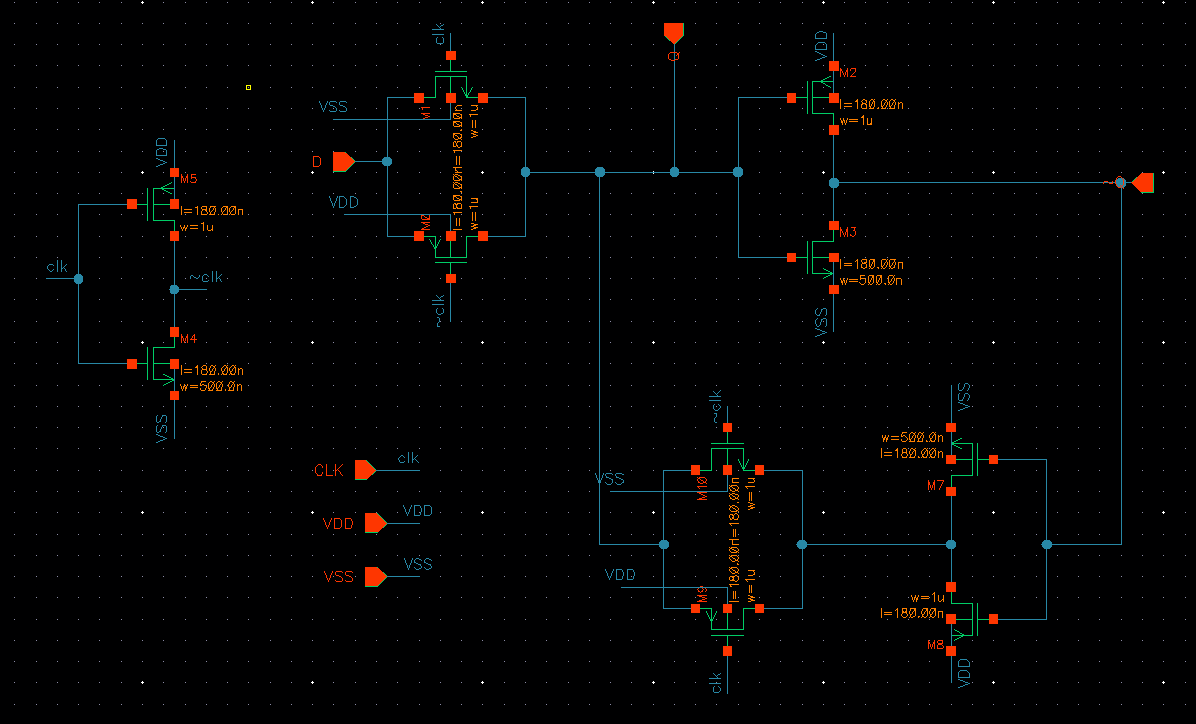 clk
Q
VDD
M2
l=180.00n
w=1u
VSS
M1
w=1u
l=180.00n
D
VDD
M0
w=1u
l=180.00n
~clk
VDD
M5
l=180.00n
w=1u
clk
~clk
M4
l=180.00n
w=500.0n
VSS
M3
l=180.00n
w=500.0n
VSS
CLK
clk
VDD
VDD
VSS
VSS
~clk
VSS
M10
w=1u
l=180.00n
VDD
M9
w=1u
l=180.00n
clk
VSS
w=500.0n
l=180.00n
M7
w=1u
l=180.00n
M8
VDD